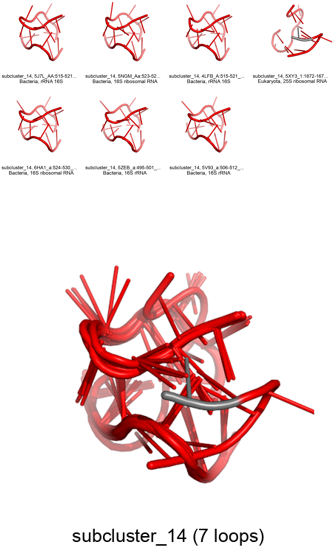 subcluster_14, 5J7L_AA:515-521...
Bacteria, rRNA 16S
subcluster_14, 5NGM_Aa:523-52...
Bacteria, 16S ribosomal RNA
subcluster_14, 4LFB_A:515-521_...
Bacteria, rRNA 16S
subcluster_14, 5XY3_1:1672-167...
Eukaryota, 25S ribosomal RNA
subcluster_14, 6HA1_a:524-530_...
Bacteria, 16S ribosomal RNA
subcluster_14, 5ZEB_a:495-501_...
Bacteria, 16S rRNA
subcluster_14, 5V93_a:506-512_...
Bacteria, 16S rRNA
subcluster_14 (7 loops)